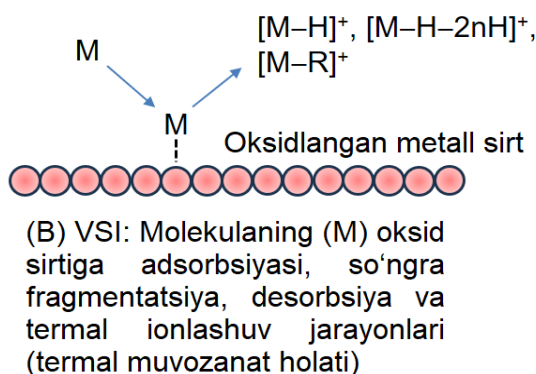 [M–H]⁺, [M–H–2nH]⁺,
[M–R]⁺
M
M
Oksidlangan metall sirt
(B) VSI: Molekulaning (M) oksid
sirtiga adsorbsiyasi, so‘ngra
fragmentatsiya, desorbsiya va
termal ionlashuv jarayonlari
(termal muvozanat holati)